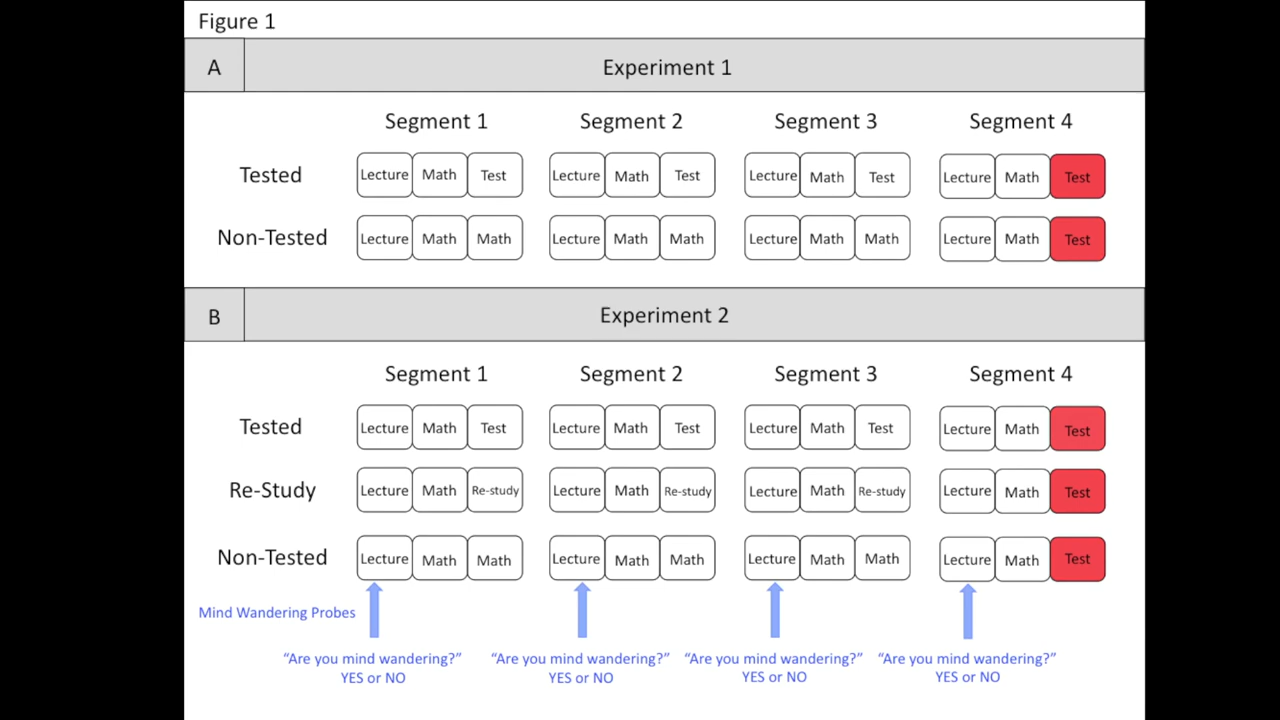 Figure 1
A Experiment 1
Segment 1 Segment 2 Segment 3 Segment 4
Tested Lecture Math Test Lecture Math Test Lecture Math Test Lecture Math Test
Non-Tested Lecture Math Math Lecture Math Math Lecture Math Math Lecture Math Test
B Experiment 2
Segment 1 Segment 2 Segment 3 Segment 4
Tested Lecture Math Test Lecture Math Test Lecture Math Test Lecture Math Test
Re-Study Lecture Math Re-study Lecture Math Re-study Lecture Math Re-study Lecture Math Test
Non-Tested Lecture Math Math Lecture Math Math Lecture Math Math Lecture Math Test
Mind Wandering Probes
“Are you mind wandering?” “Are you mind wandering?” “Are you mind wandering?” “Are you mind wandering?”
YES or NO YES or NO YES or NO YES or NO